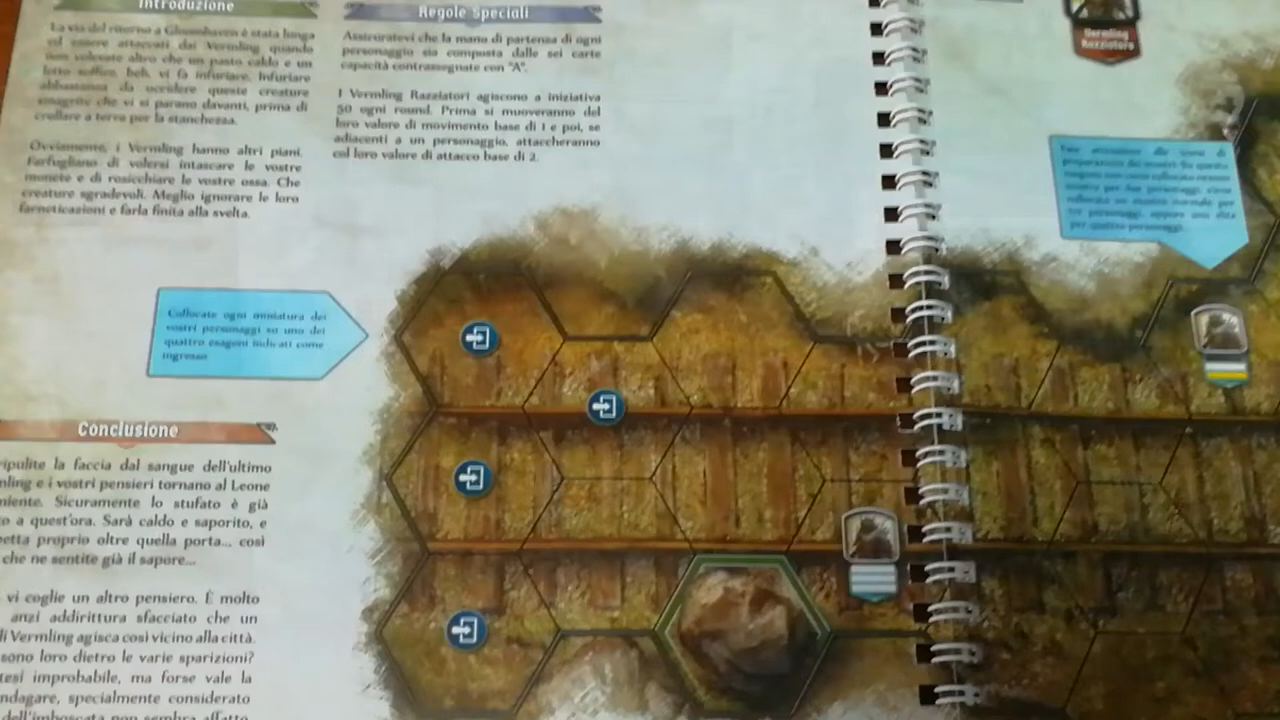 Introduzione
La via del ritorno a Gloomhaven è stata lunga
ed essere attaccati dai Vermling quando
non volevate altro che un pasto caldo e un
letto soffice, beh, vi fa infuriare. Infuriare
abbastanza da uccidere queste creature
smagrite che vi si parano davanti, prima di
crollare a terra per la stanchezza.
Ovviamente, i Vermling hanno altri piani.
Farfugliano di volersi intascare le vostre
monete e di rosicchiare le vostre ossa. Che
creature sgradevoli. Meglio ignorare le loro
farneticazioni e farla finita alla svelta.
Regole Speciali
Assicuratevi che la mano di partenza di ogni
personaggio sia composta dalle sei carte
capacità contrassegnate con "A".
I Vermling Razziatori agiscono a iniziativa
50 ogni round. Prima si muoveranno del
loro valore di movimento base di 1 e poi, se
adiacenti a un personaggio, attaccheranno
col loro valore di attacco base di 2.
Vermling
Razziatore
Collocate ogni miniatura dei
vostri personaggi su uno dei
quattro esagoni indicati come
ingresso
Conclusione
ripulite la faccia dal sangue dell'ultimo
mling e i vostri pensieri tornano al Leone
niente. Sicuramente lo stufato è già
o a quest'ora. Sarà caldo e saporito, e
petta proprio oltre quella porta... così
che ne sentite già il sapore...
vi coglie un altro pensiero. È molto
anzi addirittura sfacciato che un
di Vermling agisca così vicino alla città.
sono loro dietro le varie sparizioni?
tesi improbabile, ma forse vale la
ndagare, specialmente considerato
dell'imboscata non sembra affatto